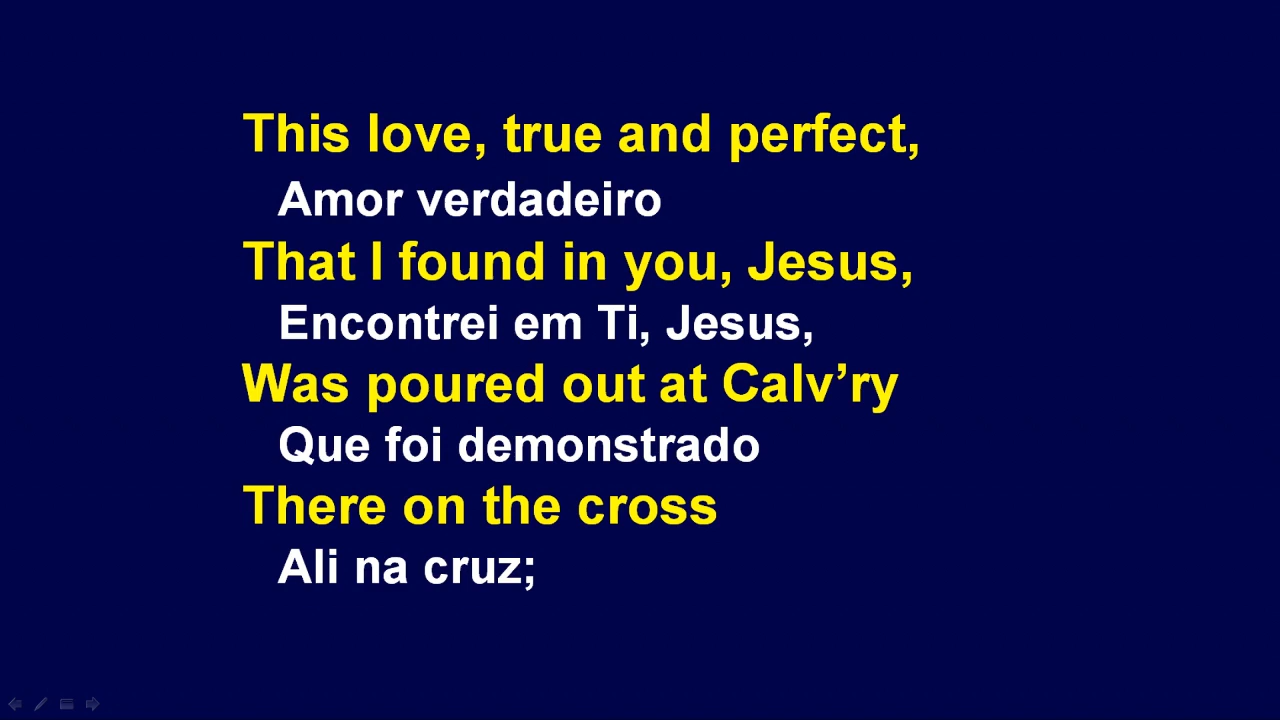 This love, true and perfect,
Amor verdadeiro
That I found in you, Jesus,
Encontrei em Ti, Jesus,
Was poured out at Calv’ry
Que foi demonstrado
There on the cross
Ali na cruz;